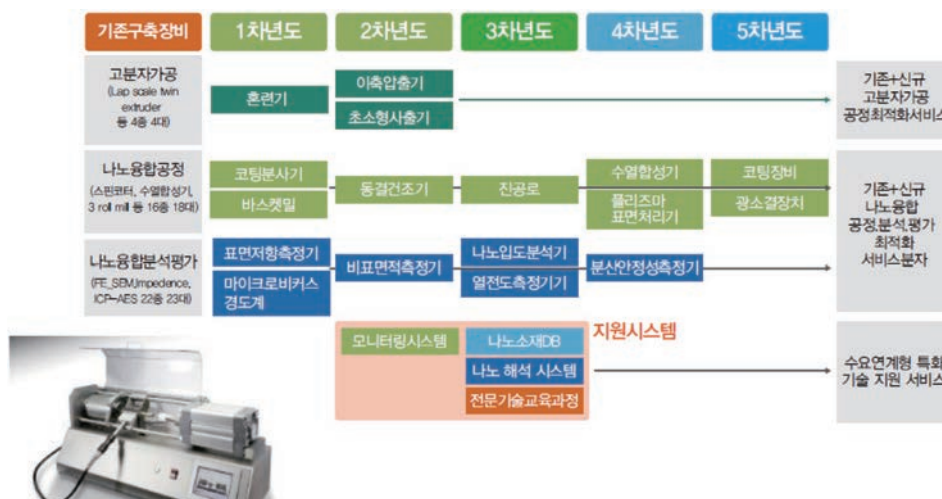 기존구축장비
1차년도
2차년도
3차년도
4차년도
5차년도
고분자가공
(Lap scale twin
extruder
등 4종 4대)
혼련기
이축압출기
초소형사출기
기존+신규
고분자가공
공정최적화서비스
나노융합공정
(스핀코터, 수열합성기,
3 roll mill 등 16종 18대)
코팅분사기
바스켓밀
동결건조기
진공로
수열합성기
플리즈마
표면처리기
코팅장비
광소결장치
기존+신규
나노융합
공정,분석,평가
최적화
서비스분자
나노융합분석평가
(FE_SEM,Impedence,
ICP-AES 22종 23대)
표면저항측정기
마이크로비커스
경도계
비표면적측정기
나노입도분석기
열전도측정기기
분산안정성측정기
지원시스템
모니터링시스템
나노소재DB
나노 해석 시스템
전문기술교육과정
수요연계형 특화
기술 지원 서비스